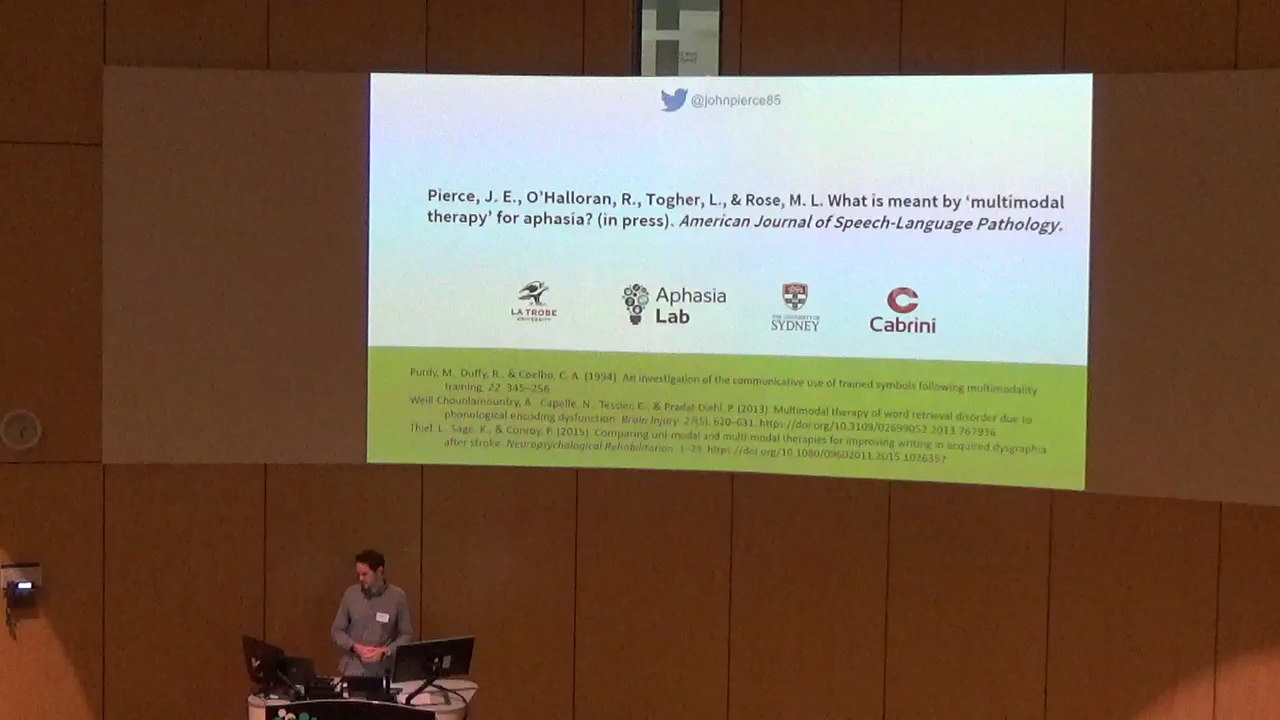 @johnpierce85
Pierce, J. E., O'Halloran, R., Togher, L., & Rose, M. L. What is meant by 'multimodal
therapy' for aphasia? (in press). American Journal of Speech-Language Pathology.
LA TROBE
UNIVERSITY
Aphasia
Lab
THE UNIVERSITY OF
SYDNEY
Cabrini
Purdy, M., Duffy, R., & Coelho, C. A. (1994). An investigation of the communicative use of trained symbols following multimodality
training. 22, 345–256.
Weill Chounlamountry, A., Capelle, N., Tessier, C., & Pradat Diehl, P. (2013). Multimodal therapy of word retrieval disorder due to
phonological encoding dysfunction. Brain Injury, 27(5), 620–631. https://doi.org/10.3109/02699052.2013.767936
Thiel, L., Sage, K., & Conroy, P. (2015). Comparing uni-modal and multi-modal therapies for improving writing in acquired dysgraphia
after stroke. Neuropsychological Rehabilitation, 1–29. https://doi.org/10.1080/09602011.2015.1026357